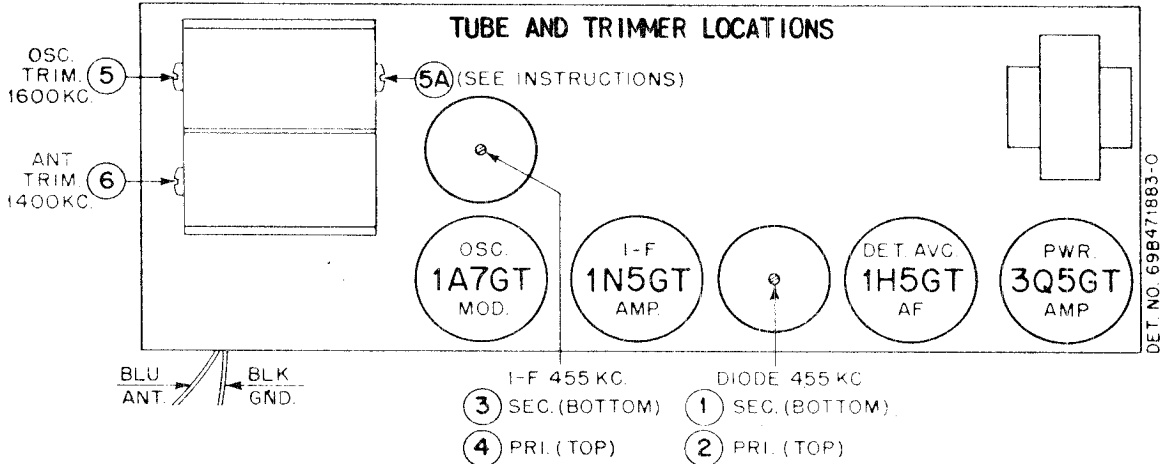 TUBE AND TRIMMER LOCATIONS
OSC.
TRIM.
1600KC.
5
5A (SEE INSTRUCTIONS)
ANT
TRIM.
1400KC.
6
OSC.
1A7GT
MOD.
I-F
1N5GT
AMP.
DET. AVC.
1H5GT
AF
PWR.
3Q5GT
AMP
DET. NO. 69B471883-0
BLU
ANT.
BLK
GND.
I-F 455 KC.
3 SEC. (BOTTOM)
4 PRI. (TOP)
DIODE 455 KC
1 SEC. (BOTTOM)
2 PRI. (TOP)